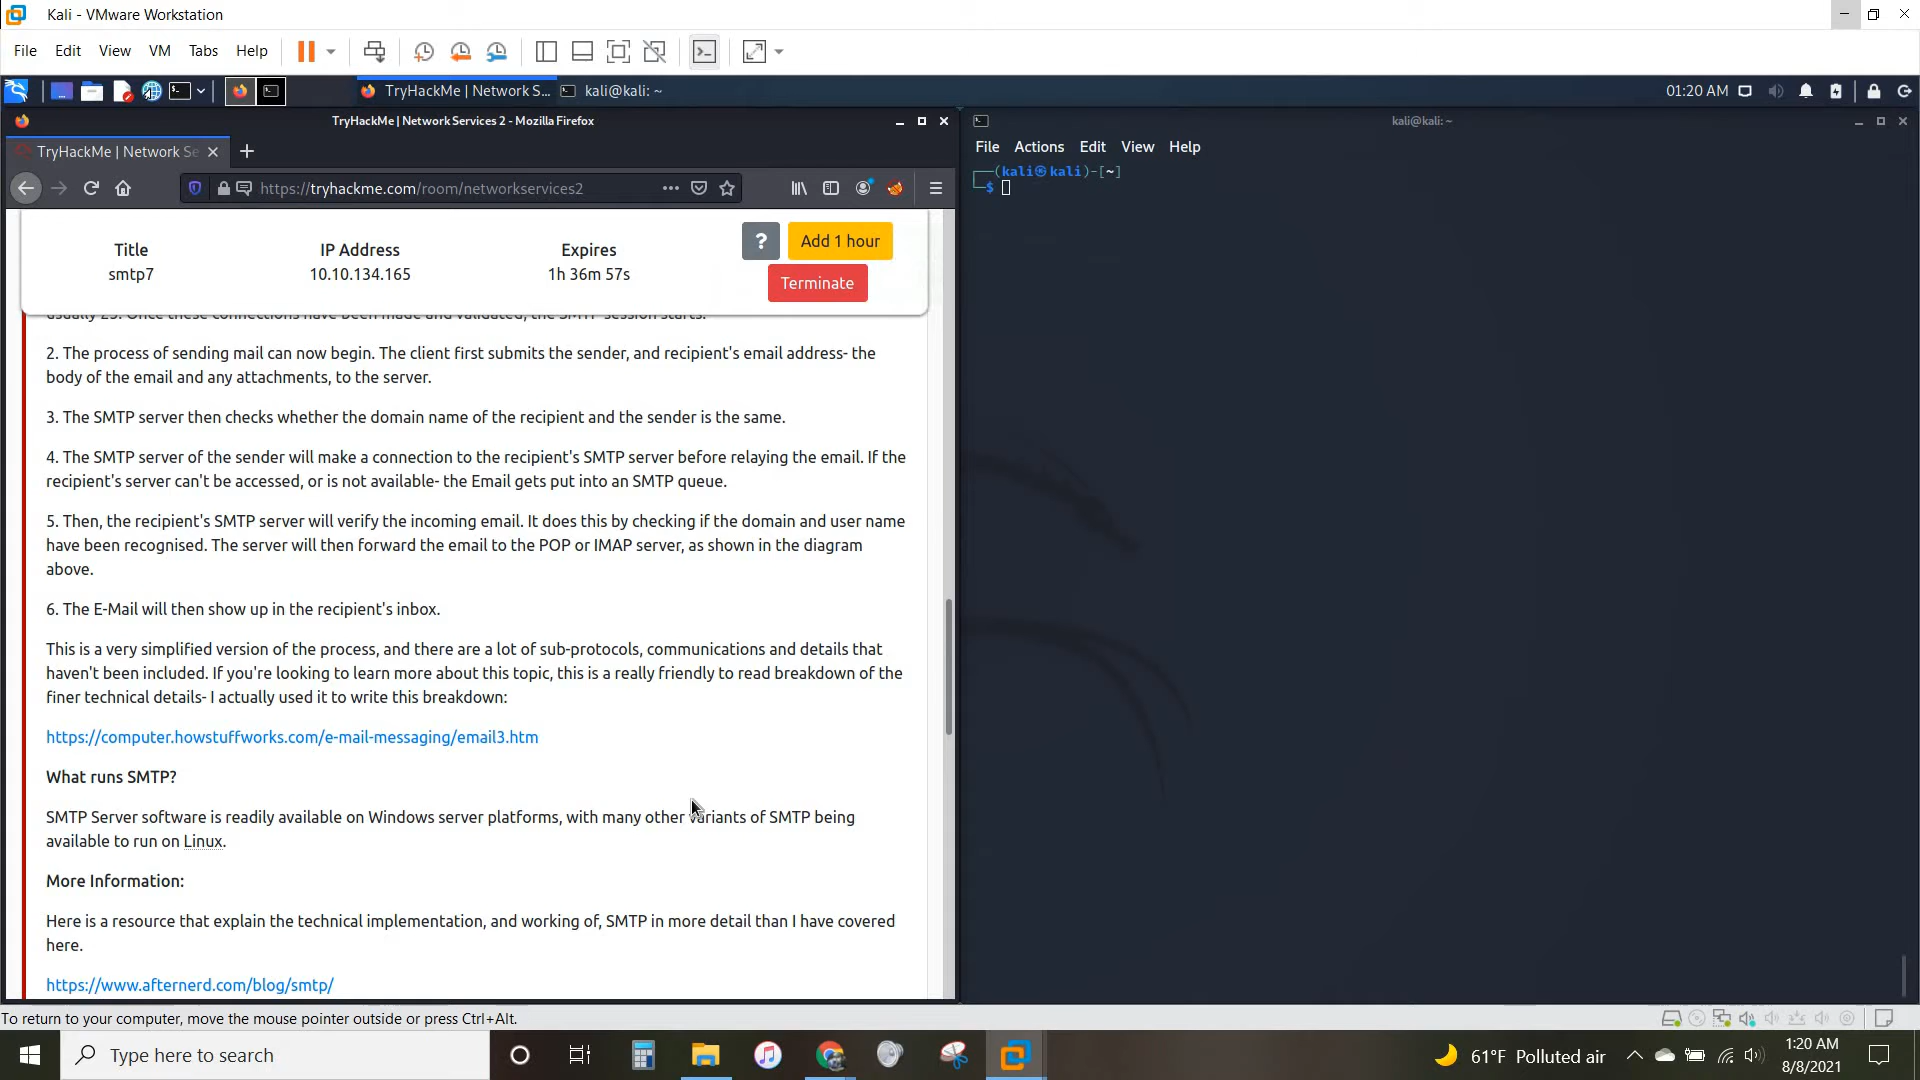 Kali - VMware Workstation
File Edit View VM Tabs Help
TryHackMe | Network S... kali@kali: ~ 01:20 AM
TryHackMe | Network Services 2 - Mozilla Firefox
kali@kali: ~
TryHackMe | Network Se
File Actions Edit View Help
https://tryhackme.com/room/networkservices2
(kali㉿kali)-[~]
$
Title IP Address Expires
smtp7 10.10.134.165 1h 36m 57s
? Add 1 hour
Terminate
usually 25. Once these connections have been made and validated, the SMTP session starts.
2. The process of sending mail can now begin. The client first submits the sender, and recipient's email address- the
body of the email and any attachments, to the server.
3. The SMTP server then checks whether the domain name of the recipient and the sender is the same.
4. The SMTP server of the sender will make a connection to the recipient's SMTP server before relaying the email. If the
recipient's server can't be accessed, or is not available- the Email gets put into an SMTP queue.
5. Then, the recipient's SMTP server will verify the incoming email. It does this by checking if the domain and user name
have been recognised. The server will then forward the email to the POP or IMAP server, as shown in the diagram
above.
6. The E-Mail will then show up in the recipient's inbox.
This is a very simplified version of the process, and there are a lot of sub-protocols, communications and details that
haven't been included. If you're looking to learn more about this topic, this is a really friendly to read breakdown of the
finer technical details- I actually used it to write this breakdown:
https://computer.howstuffworks.com/e-mail-messaging/email3.htm
What runs SMTP?
SMTP Server software is readily available on Windows server platforms, with many other variants of SMTP being
available to run on Linux.
More Information:
Here is a resource that explain the technical implementation, and working of, SMTP in more detail than I have covered
here.
https://www.afternerd.com/blog/smtp/
To return to your computer, move the mouse pointer outside or press Ctrl+Alt.
Type here to search
61°F Polluted air
1:20 AM
8/8/2021